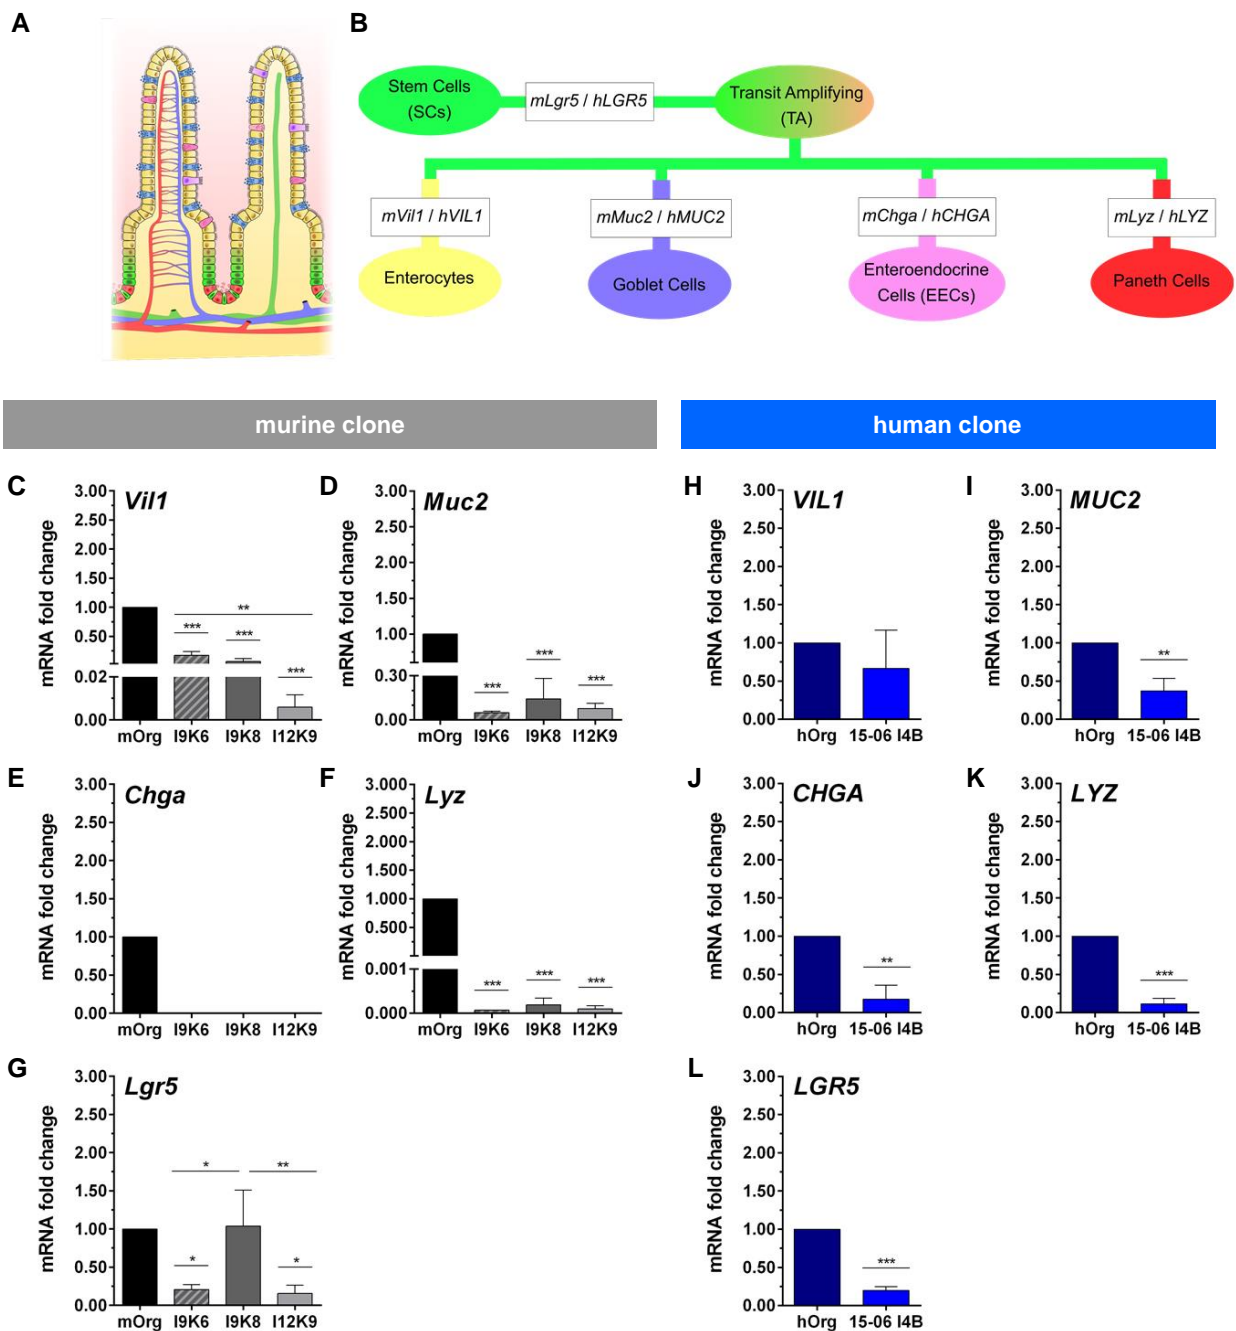 A
B
Stem Cells
(SCs)
mLgr5 / hLGR5
Transit Amplifying
(TA)
mVil1 / hVIL1
mMuc2 / hMUC2
mChga / hCHGA
mLyz / hLYZ
Enterocytes
Goblet Cells
Enteroendocrine
Cells (EECs)
Paneth Cells
murine clone
human clone
C
Vil1
mRNA fold change
3.00
2.50
2.00
1.50
1.00
0.50
0.02
0.00
**
***
***
***
mOrg I9K6 I9K8 I12K9
D
Muc2
mRNA fold change
3.00
2.50
2.00
1.50
1.00
0.30
0.00
***
***
***
mOrg I9K6 I9K8 I12K9
H
VIL1
mRNA fold change
3.00
2.50
2.00
1.50
1.00
0.50
0.00
hOrg 15-06 I4B
I
MUC2
mRNA fold change
3.00
2.50
2.00
1.50
1.00
0.50
0.00
**
hOrg 15-06 I4B
E
Chga
mRNA fold change
3.00
2.50
2.00
1.50
1.00
0.50
0.00
mOrg I9K6 I9K8 I12K9
F
Lyz
mRNA fold change
3.000
2.500
2.000
1.500
1.000
0.500
0.001
0.000
***
***
***
mOrg I9K6 I9K8 I12K9
J
CHGA
mRNA fold change
3.00
2.50
2.00
1.50
1.00
0.50
0.00
**
hOrg 15-06 I4B
K
LYZ
mRNA fold change
3.00
2.50
2.00
1.50
1.00
0.50
0.00
***
hOrg 15-06 I4B
G
Lgr5
mRNA fold change
3.00
2.50
2.00
1.50
1.00
0.50
0.00
*
**
*
*
mOrg I9K6 I9K8 I12K9
L
LGR5
mRNA fold change
3.00
2.50
2.00
1.50
1.00
0.50
0.00
***
hOrg 15-06 I4B